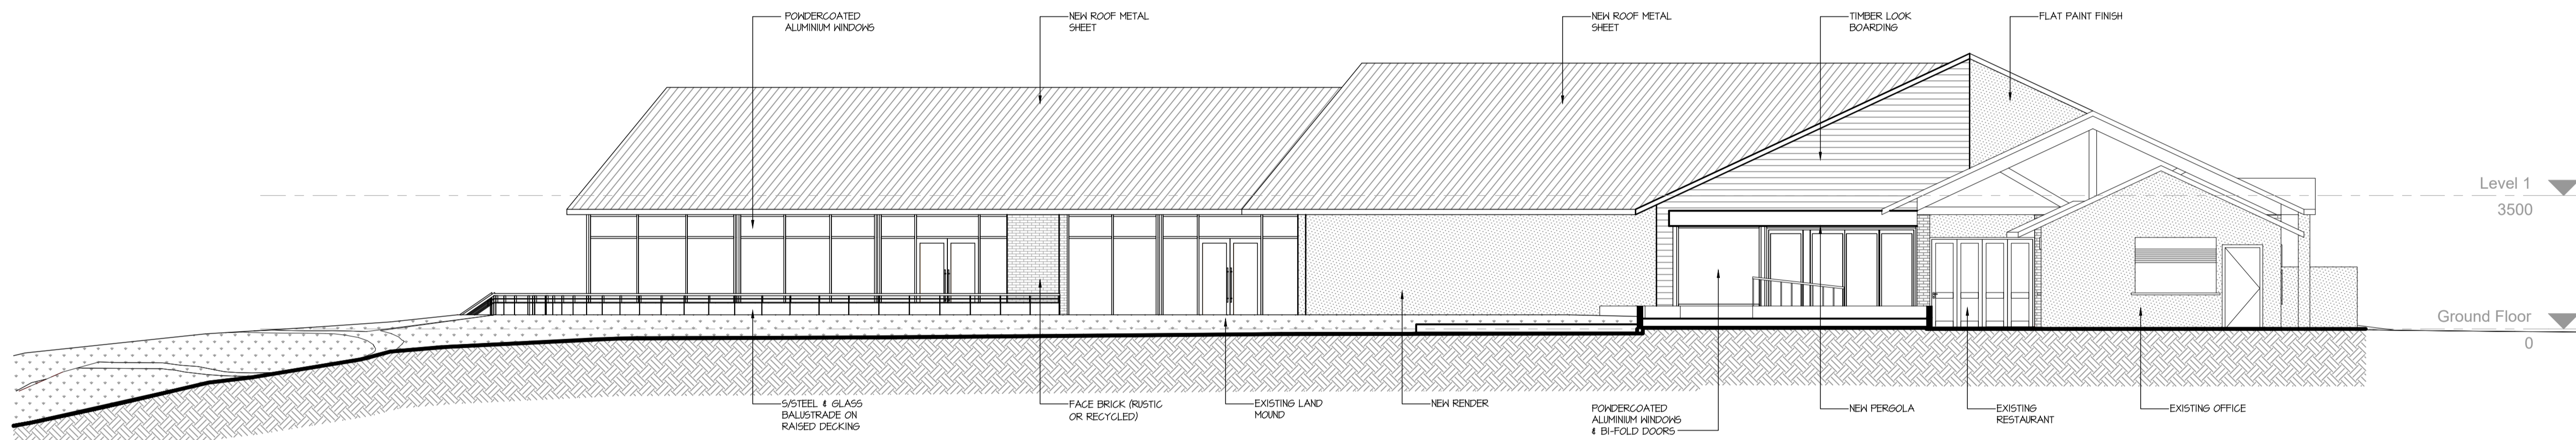 POWDERCOATED
ALUMINIUM WINDOWS
NEW ROOF METAL
SHEET
NEW ROOF METAL
SHEET
TIMBER LOOK
BOARDING
FLAT PAINT FINISH
Level 1
3500
Ground Floor
0
S/STEEL & GLASS
BALUSTRADE ON
RAISED DECKING
FACE BRICK (RUSTIC
OR RECYCLED)
EXISTING LAND
MOUND
NEW RENDER
POWDERCOATED
ALUMINIUM WINDOWS
& BI-FOLD DOORS
NEW PERGOLA
EXISTING
RESTAURANT
EXISTING OFFICE